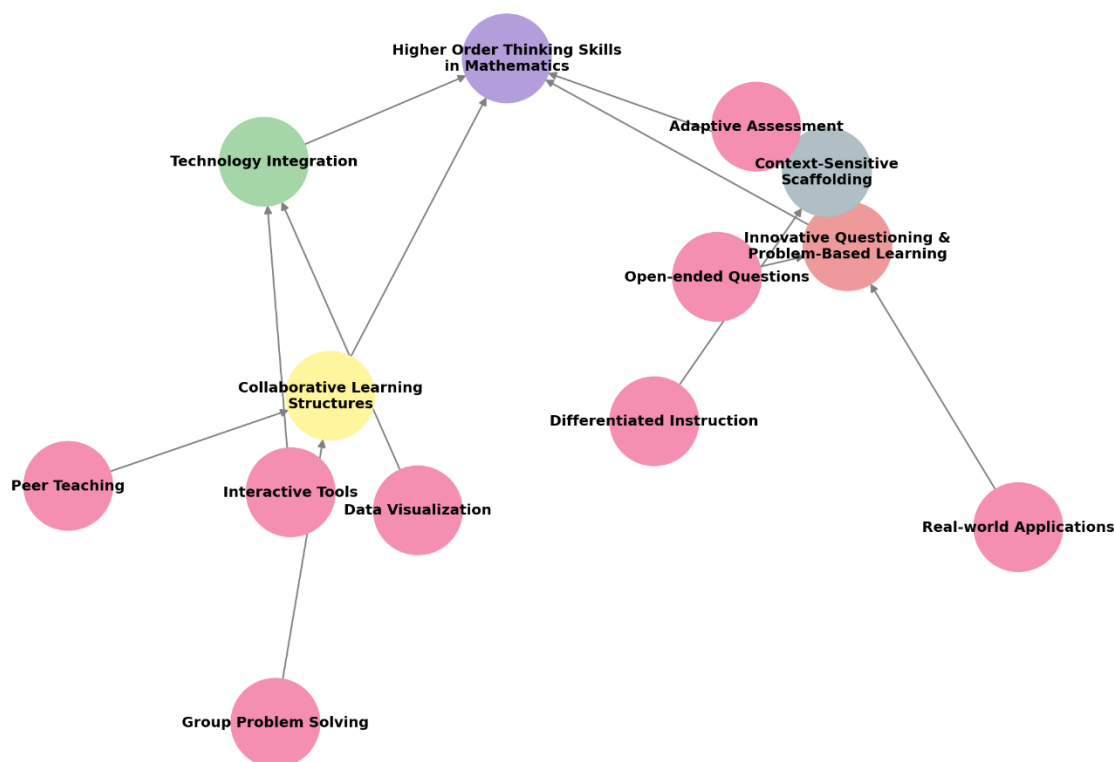 Higher Order Thinking Skills
in Mathematics
Adaptive Assessment
Technology Integration
Context-Sensitive
Scaffolding
Innovative Questioning &
Problem-Based Learning
Open-ended Questions
Collaborative Learning
Structures
Differentiated Instruction
Peer Teaching
Interactive Tools
Data Visualization
Real-world Applications
Group Problem Solving